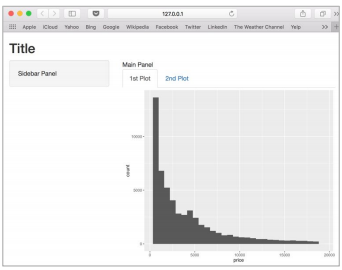 127.0.0.1
Apple iCloud Yahoo Bing Google Wikipedia Facebook Twitter LinkedIn The Weather Channel Yelp
Title
Sidebar Panel
Main Panel
1st Plot 2nd Plot
10000
5000
0
count
0 5000 10000 15000 20000
price